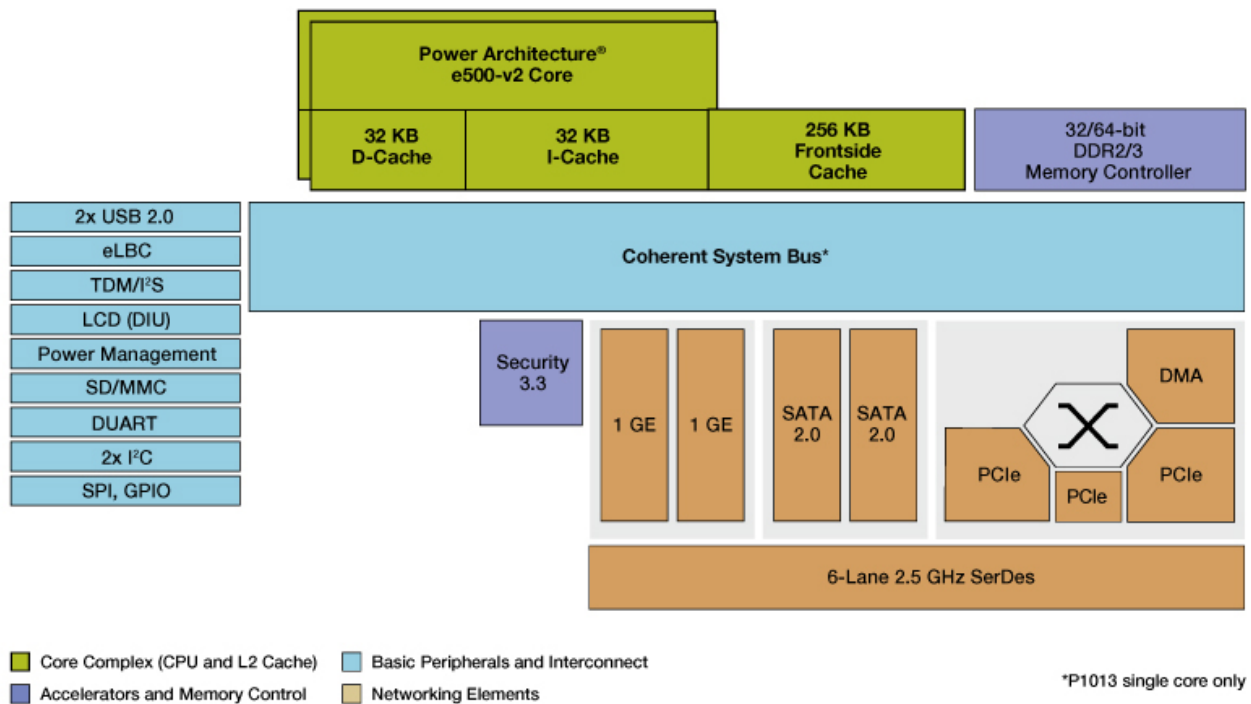 Power Architecture®
e500-v2 Core
32 KB
D-Cache
32 KB
I-Cache
256 KB
Frontside
Cache
32/64-bit
DDR2/3
Memory Controller
2x USB 2.0
eLBC
TDM/I²S
LCD (DIU)
Power Management
SD/MMC
DUART
2x I²C
SPI, GPIO
Coherent System Bus*
Security
3.3
1 GE
1 GE
SATA
2.0
SATA
2.0
DMA
PCIe
PCIe
PCIe
6-Lane 2.5 GHz SerDes
Core Complex (CPU and L2 Cache)
Basic Peripherals and Interconnect
Accelerators and Memory Control
Networking Elements
*P1013 single core only